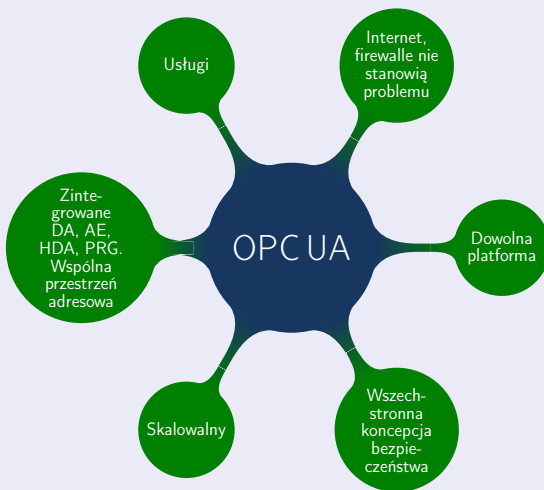 Usługi
Internet,
firewalle nie
stanowią
problemu
Zinte-
growane
DA, AE,
HDA, PRG.
Wspólna
przestrzeń
adresowa
OPC UA
Dowolna
platforma
Skalowalny
Wszech-
stronna
koncepcja
bezpie-
czeństwa